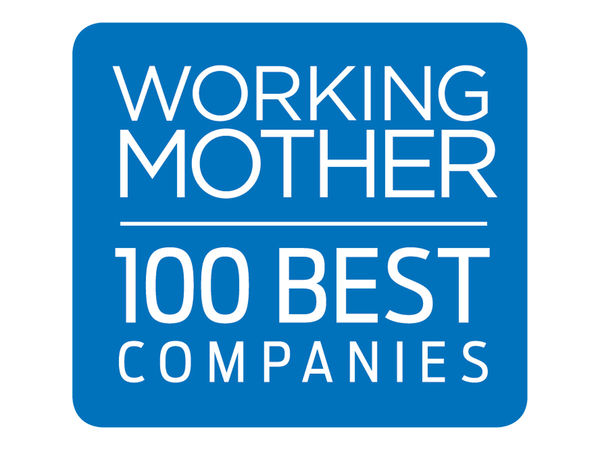 WORKING
MOTHER
100 BEST
COMPANIES